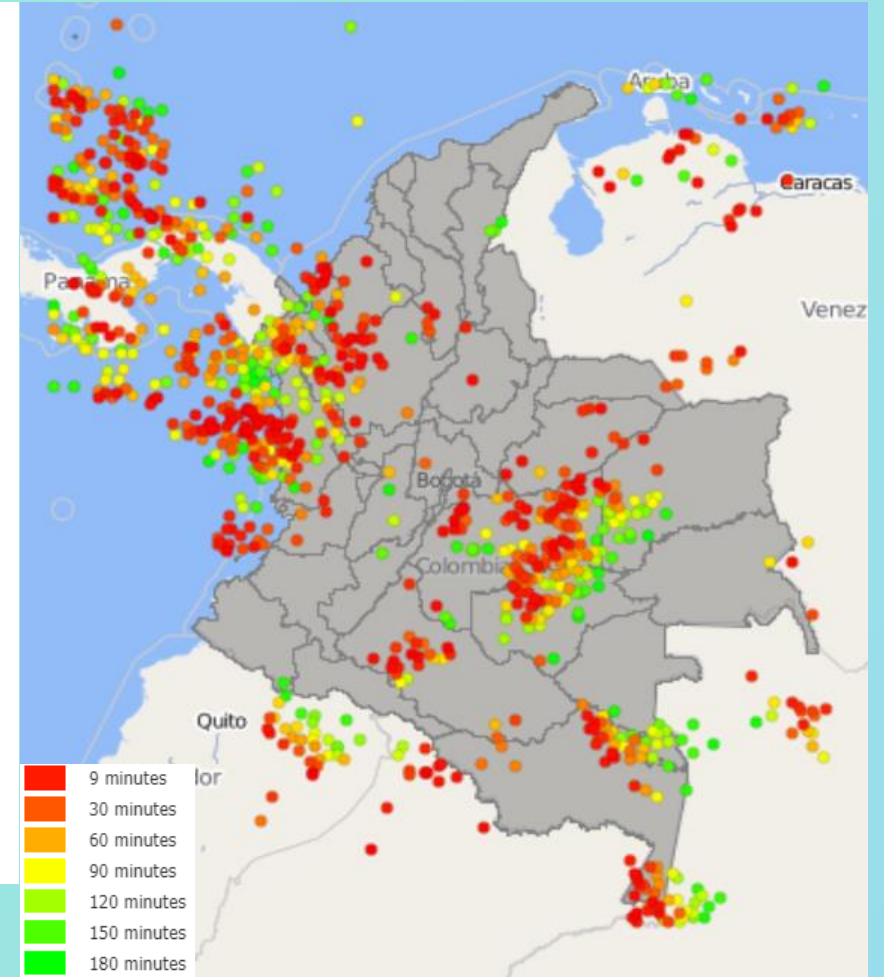 Aruba
Caracas
Panama
Venez
Bogotá
Colombia
Quito
dor
9 minutes
30 minutes
60 minutes
90 minutes
120 minutes
150 minutes
180 minutes